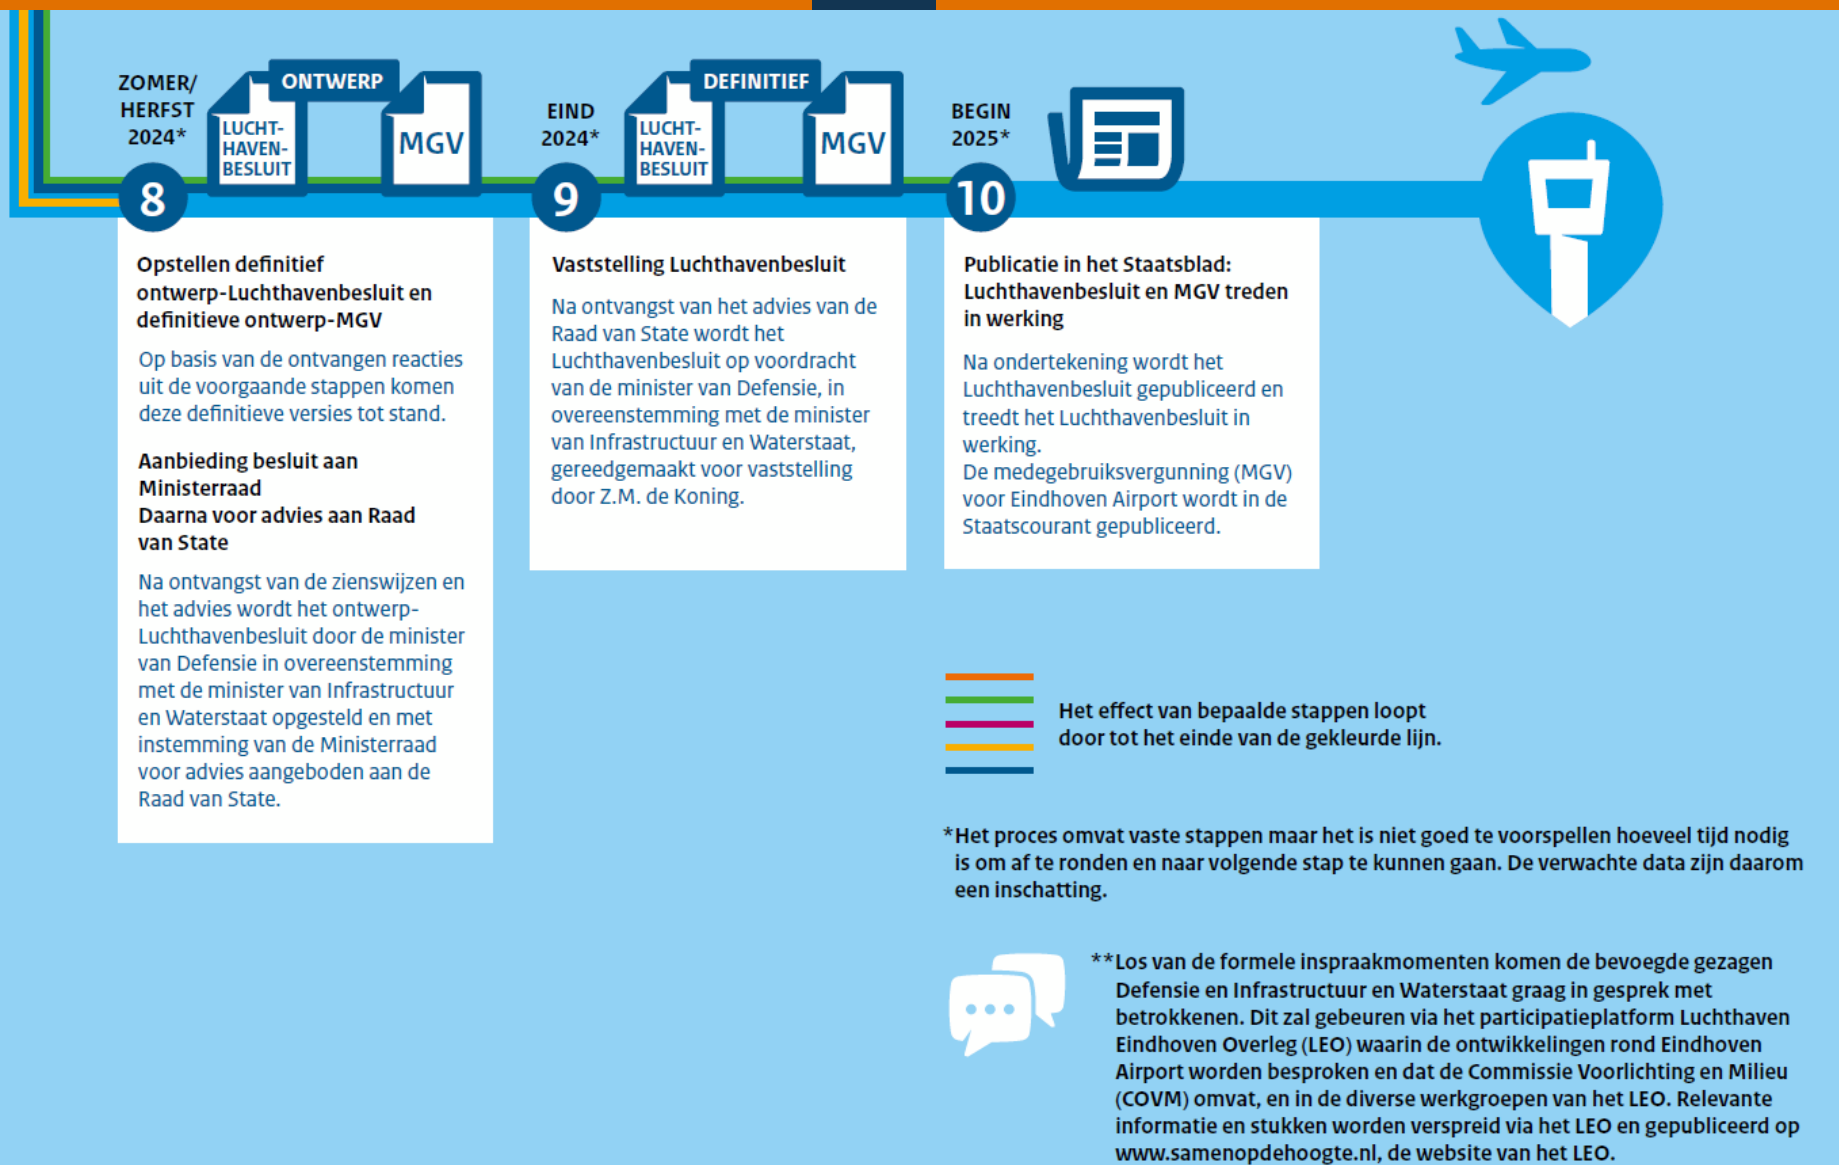 ZOMER/
HERFST
2024*
ONTWERP
LUCHT-
HAVEN-
BESLUIT
MGV
8
Opstellen definitief
ontwerp-Luchthavenbesluit en
definitieve ontwerp-MGV
Op basis van de ontvangen reacties
uit de voorgaande stappen komen
deze definitieve versies tot stand.
Aanbieding besluit aan
Ministerraad
Daarna voor advies aan Raad
van State
Na ontvangst van de zienswijzen en
het advies wordt het ontwerp-
Luchthavenbesluit door de minister
van Defensie in overeenstemming
met de minister van Infrastructuur
en Waterstaat opgesteld en met
instemming van de Ministerraad
voor advies aangeboden aan de
Raad van State.
EIND
2024*
DEFINITIEF
LUCHT-
HAVEN-
BESLUIT
MGV
9
Vaststelling Luchthavenbesluit
Na ontvangst van het advies van de
Raad van State wordt het
Luchthavenbesluit op voordracht
van de minister van Defensie, in
overeenstemming met de minister
van Infrastructuur en Waterstaat,
gereedgemaakt voor vaststelling
door Z.M. de Koning.
BEGIN
2025*
10
Publicatie in het Staatsblad:
Luchthavenbesluit en MGV treden
in werking
Na ondertekening wordt het
Luchthavenbesluit gepubliceerd en
treedt het Luchthavenbesluit in
werking.
De medegebruiksvergunning (MGV)
voor Eindhoven Airport wordt in de
Staatscourant gepubliceerd.
Het effect van bepaalde stappen loopt
door tot het einde van de gekleurde lijn.
*Het proces omvat vaste stappen maar het is niet goed te voorspellen hoeveel tijd nodig
is om af te ronden en naar volgende stap te kunnen gaan. De verwachte data zijn daarom
een inschatting.
**Los van de formele inspraakmomenten komen de bevoegde gezagen
Defensie en Infrastructuur en Waterstaat graag in gesprek met
betrokkenen. Dit zal gebeuren via het participatieplatform Luchthaven
Eindhoven Overleg (LEO) waarin de ontwikkelingen rond Eindhoven
Airport worden besproken en dat de Commissie Voorlichting en Milieu
(COVM) omvat, en in de diverse werkgroepen van het LEO. Relevante
informatie en stukken worden verspreid via het LEO en gepubliceerd op
www.samenopdehoogte.nl, de website van het LEO.